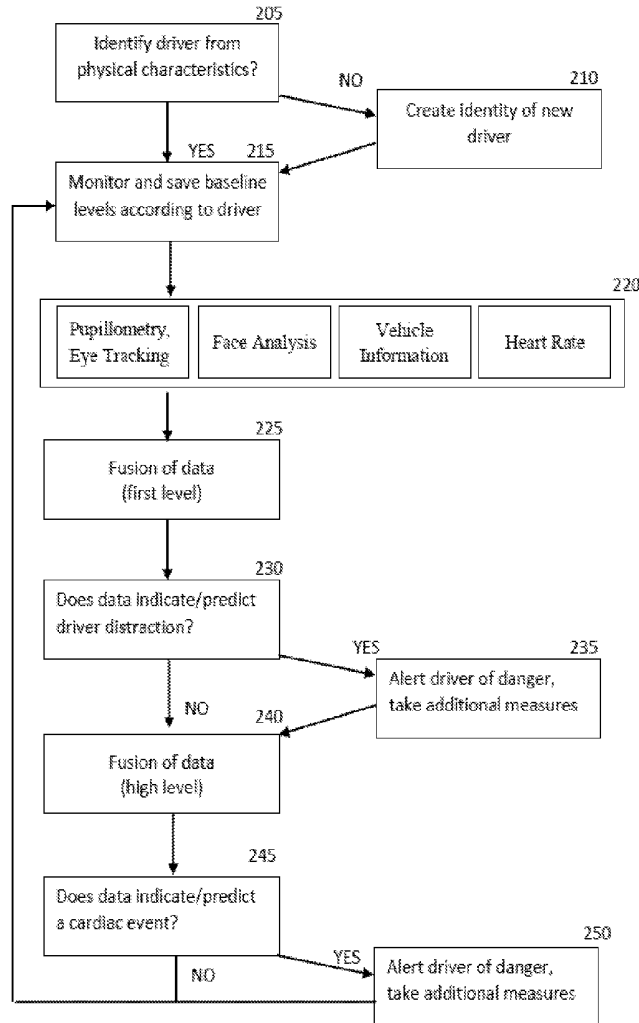 205
Identify driver from
physical characteristics?
NO
210
Create identity of new
driver
YES
215
Monitor and save baseline
levels according to driver
220
Pupillometry,
Eye Tracking
Face Analysis
Vehicle
Information
Heart Rate
225
Fusion of data
(first level)
230
Does data indicate/predict
driver distraction?
YES
235
Alert driver of danger,
take additional measures
NO
240
Fusion of data
(high level)
245
Does data indicate/predict
a cardiac event?
YES
250
Alert driver of danger,
take additional measures
NO